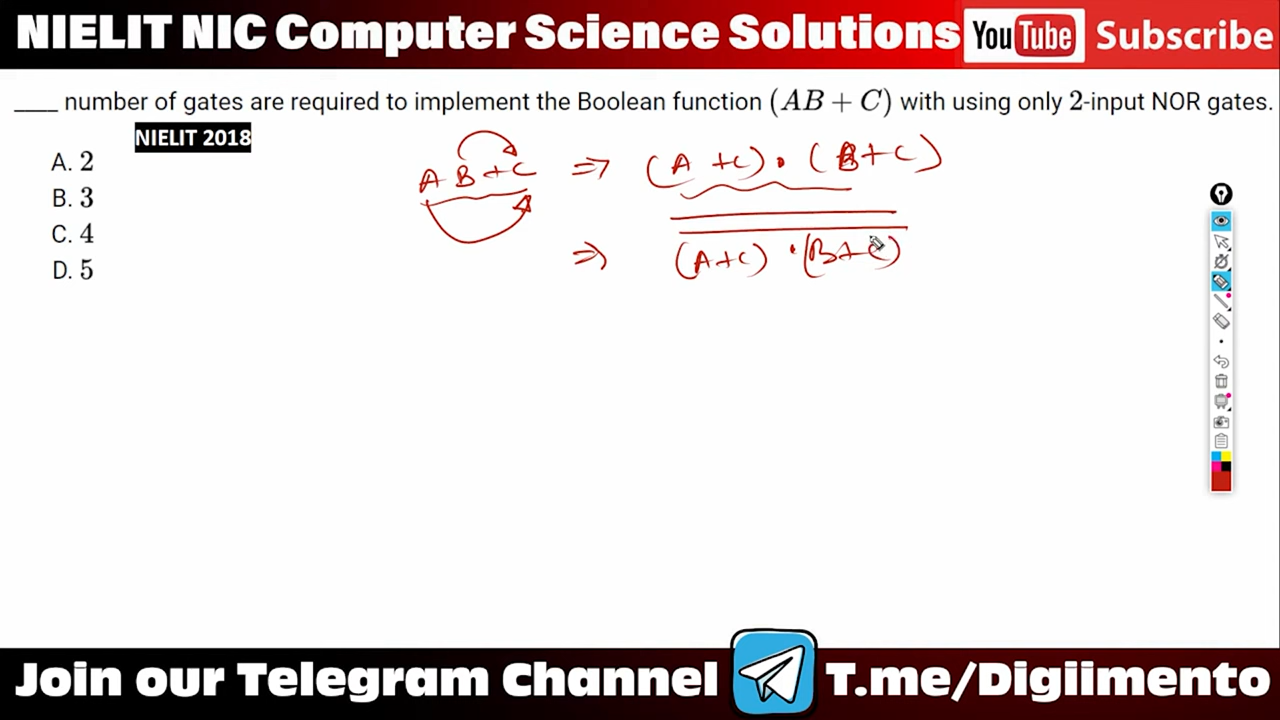 NIELIT NIC Computer Science Solutions YouTube Subscribe
____ number of gates are required to implement the Boolean function (AB + C) with using only 2-input NOR gates.
NIELIT 2018
A. 2
B. 3
C. 4
D. 5
AB+C ⇒ (A+C)·(B+C)
⇒ (A+C)·(B+C)
Join our Telegram Channel T.me/Digiimento